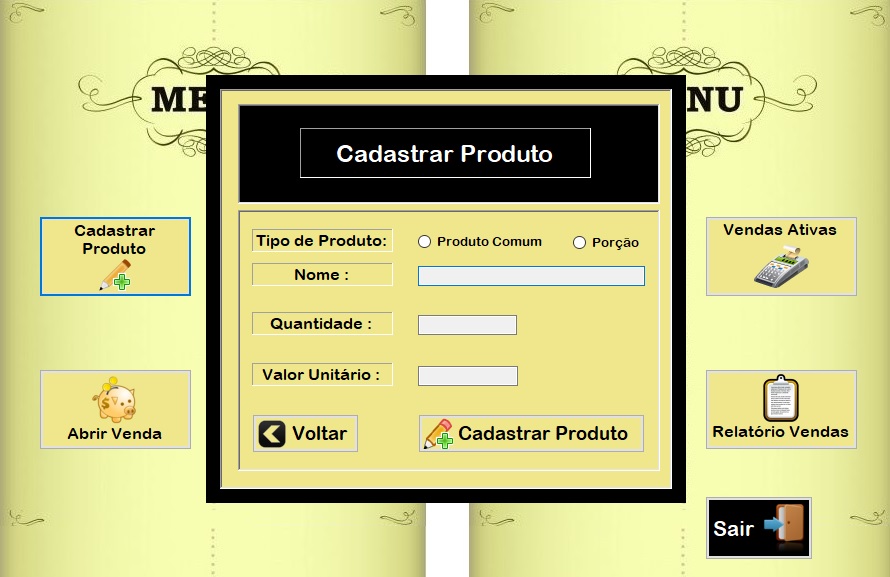 ME
NU
Cadastrar Produto
Cadastrar
Produto
Tipo de Produto:
Produto Comum
Porção
Nome :
Quantidade :
Valor Unitário :
Voltar
Cadastrar Produto
Vendas Ativas
Abrir Venda
Relatório Vendas
Sair